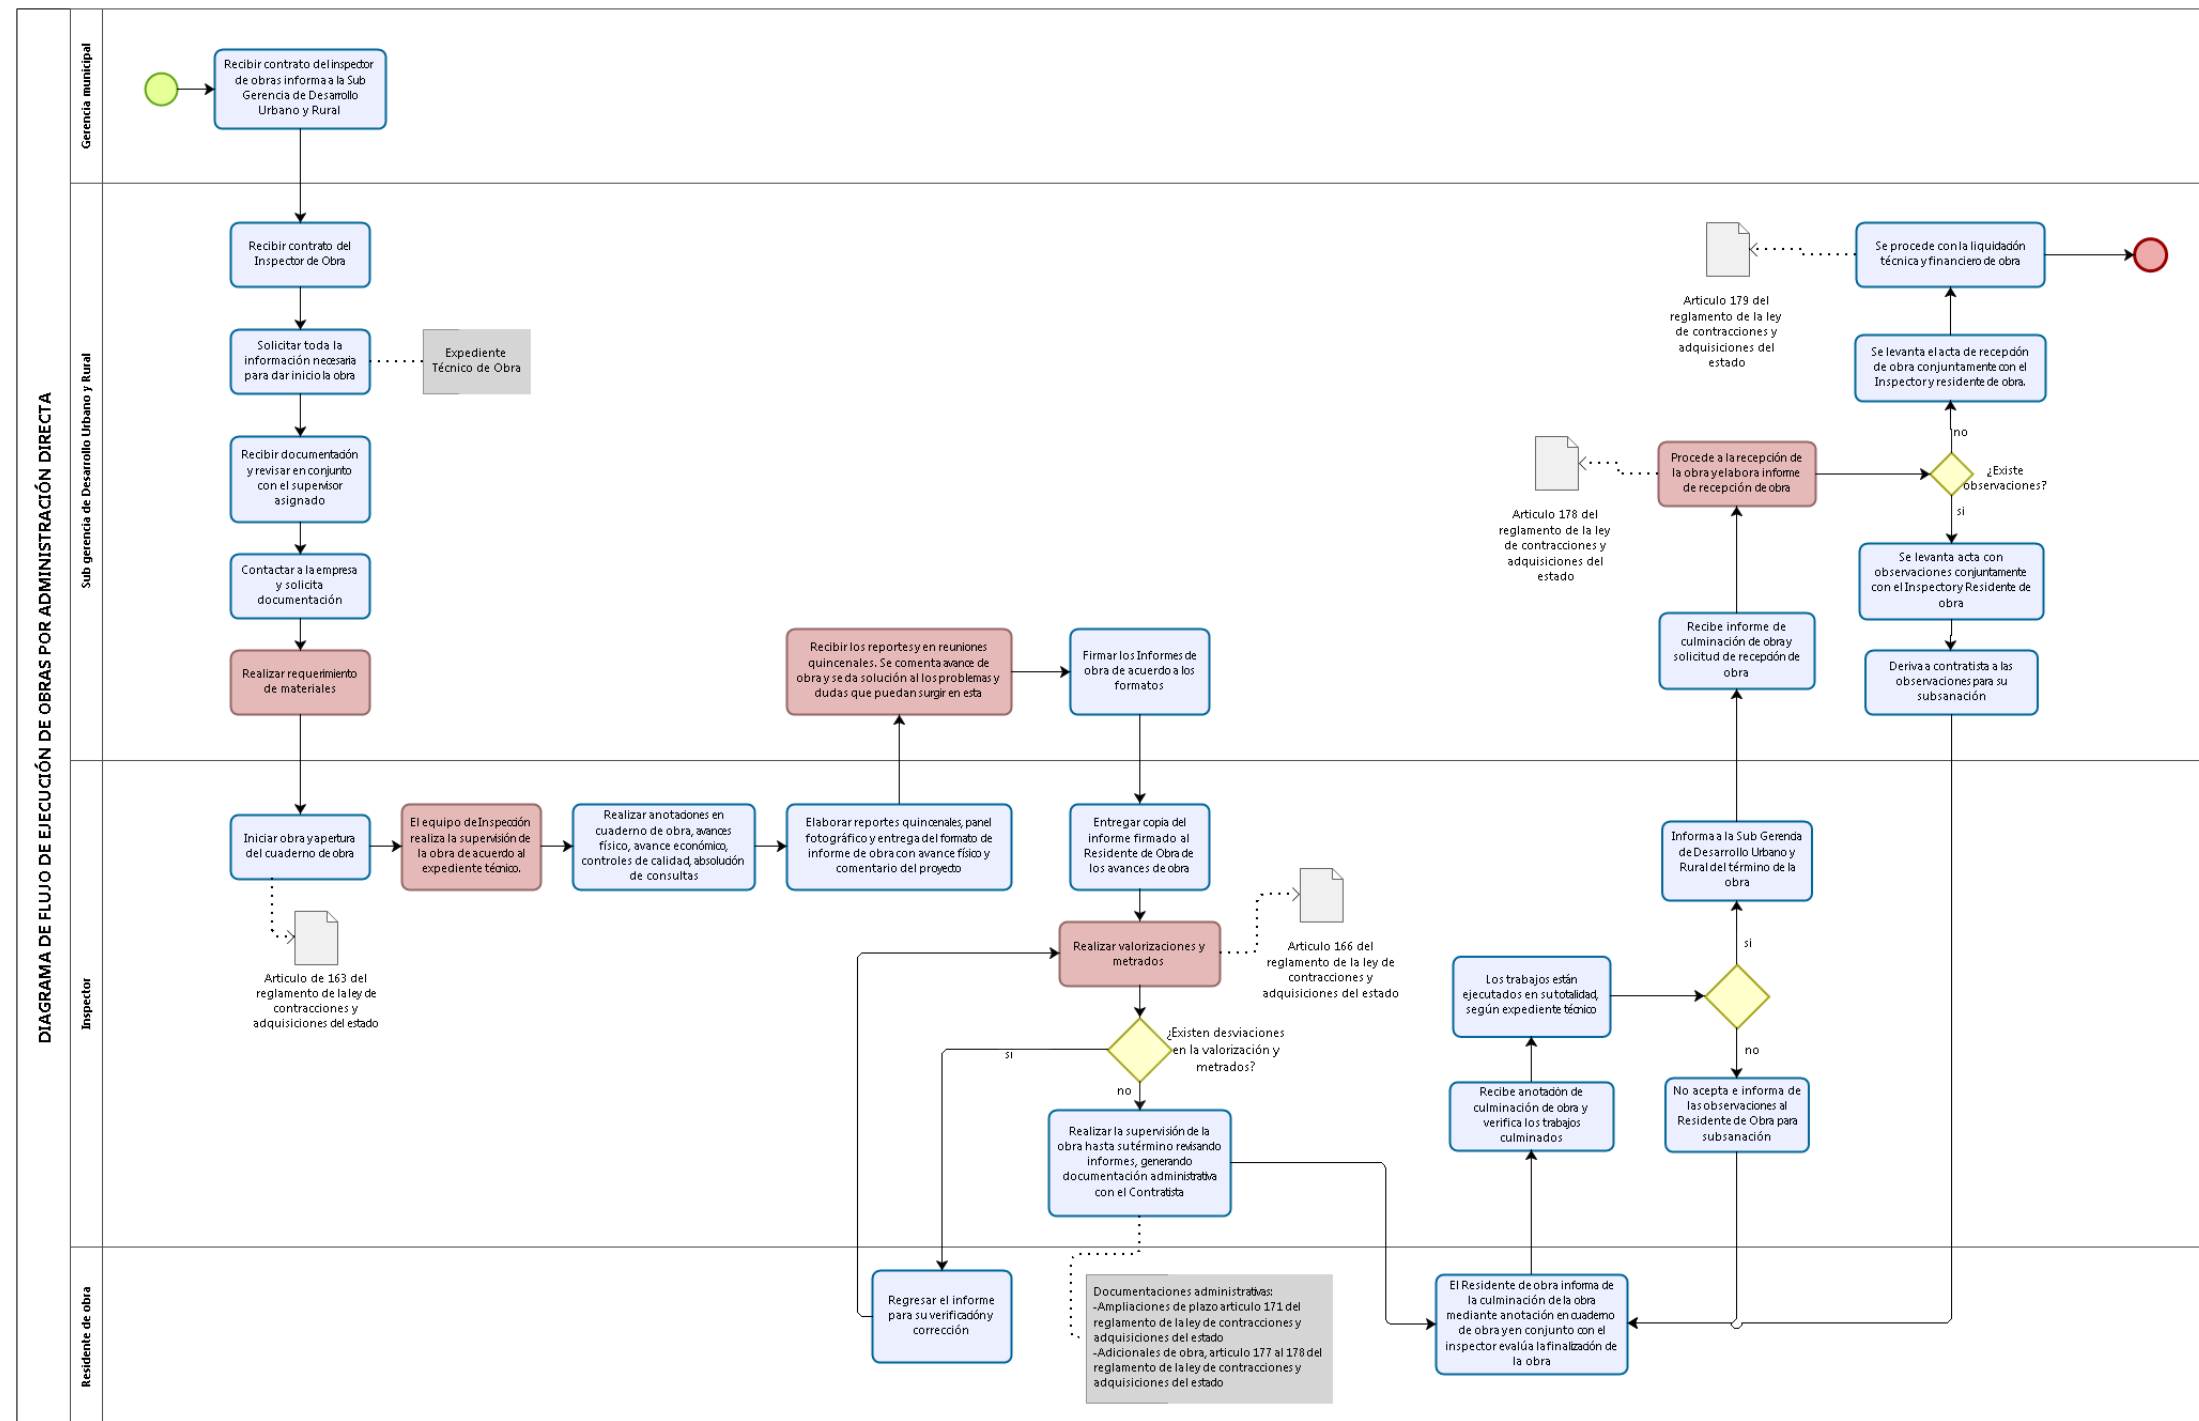 DIAGRAMA DE FLUJO DE EJECUCIÓN DE OBRAS POR ADMINISTRACIÓN DIRECTA
Gerencia municipal
Recibir contrato del inspector
de obras informa a la Sub
Gerencia de Desarrollo
Urbano y Rural
Sub gerencia de Desarrollo Urbano y Rural
Recibir contrato del
Inspector de Obra
Solicitar toda la
información necesaria
para dar inicio la obra
Expediente
Técnico de Obra
Recibir documentación
y revisar en conjunto
con el supervisor
asignado
Contactar a la empresa
y solicita
documentación
Realizar requerimiento
de materiales
Recibir los reportes y en reuniones
quincenales. Se comenta avance de
obra y se da solución al los problemas y
dudas que puedan surgir en esta
Firmar los Informes de
obra de acuerdo a los
formatos
Se procede con la liquidación
técnica y financiero de obra
Articulo 179 del
reglamento de la ley
de contracciones y
adquisiciones del
estado
Se levanta el acta de recepción
de obra conjuntamente con el
Inspector y residente de obra.
no
Procede a la recepción de
la obra y elabora informe
de recepción de obra
¿Existe
observaciones?
si
Articulo 178 del
reglamento de la ley
de contracciones y
adquisiciones del
estado
Se levanta acta con
observaciones conjuntamente
con el Inspector y Residente de
obra
Recibe informe de
culminación de obra y
solicitud de recepción de
obra
Deriva a contratista a las
observaciones para su
subsanación
Inspector
Iniciar obra y apertura
del cuaderno de obra
El equipo de Inspección
realiza la supervisión de
la obra de acuerdo al
expediente técnico.
Realizar anotaciones en
cuaderno de obra, avances
físico, avance económico,
controles de calidad, absolución
de consultas
Elaborar reportes quincenales, panel
fotográfico y entrega del formato de
informe de obra con avance físico y
comentario del proyecto
Entregar copia del
informe firmado al
Residente de Obra de
los avances de obra
Informa a la Sub Gerencia
de Desarrollo Urbano y
Rural del término de la
obra
Articulo de 163 del
reglamento de la ley de
contracciones y
adquisiciones del estado
Realizar valorizaciones y
metrados
Articulo 166 del
reglamento de la ley de
contracciones y
adquisiciones del estado
si
Los trabajos están
ejecutados en su totalidad,
según expediente técnico
¿Existen desviaciones
en la valorización y
metrados?
si
no
no
Recibe anotación de
culminación de obra y
verifica los trabajos
culminados
No acepta e informa de
las observaciones al
Residente de Obra para
subsanación
Realizar la supervisión de la
obra hasta su término revisando
informes, generando
documentación administrativa
con el Contratista
Residente de obra
Regresar el informe
para su verificación y
corrección
Documentaciones administrativas:
-Ampliaciones de plazo articulo 171 del
reglamento de la ley de contracciones y
adquisiciones del estado
-Adicionales de obra, articulo 177 al 178 del
reglamento de la ley de contracciones y
adquisiciones del estado
El Residente de obra informa de
la culminación de la obra
mediante anotación en cuaderno
de obra y en conjunto con el
inspector evalúa la finalización de
la obra